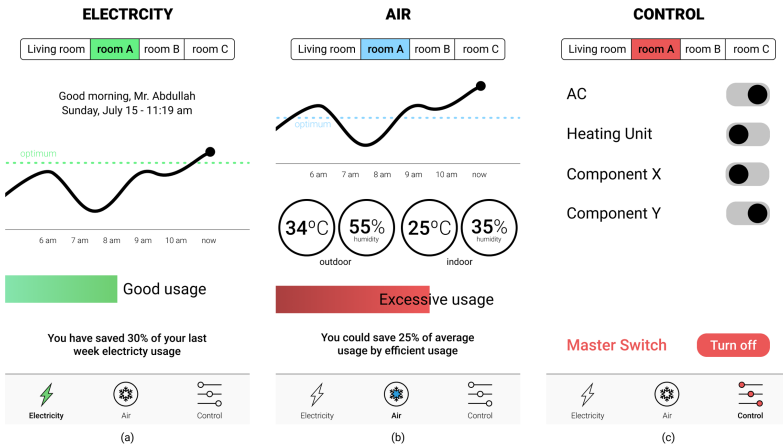 ELECTRCITY
Living room room A room B room C
Good morning, Mr. Abdullah
Sunday, July 15 - 11:19 am
optimum
6 am 7 am 8 am 9 am 10 am now
Good usage
You have saved 30% of your last
week electricty usage
Electricity Air Control
(a)
AIR
Living room room A room B room C
optimum
6 am 7 am 8 am 9 am 10 am now
34°C 55% humidity 25°C 35% humidity
outdoor indoor
Excessive usage
You could save 25% of average
usage by efficient usage
Electricity Air Control
(b)
CONTROL
Living room room A room B room C
AC
Heating Unit
Component X
Component Y
Master Switch Turn off
Electricity Air Control
(c)